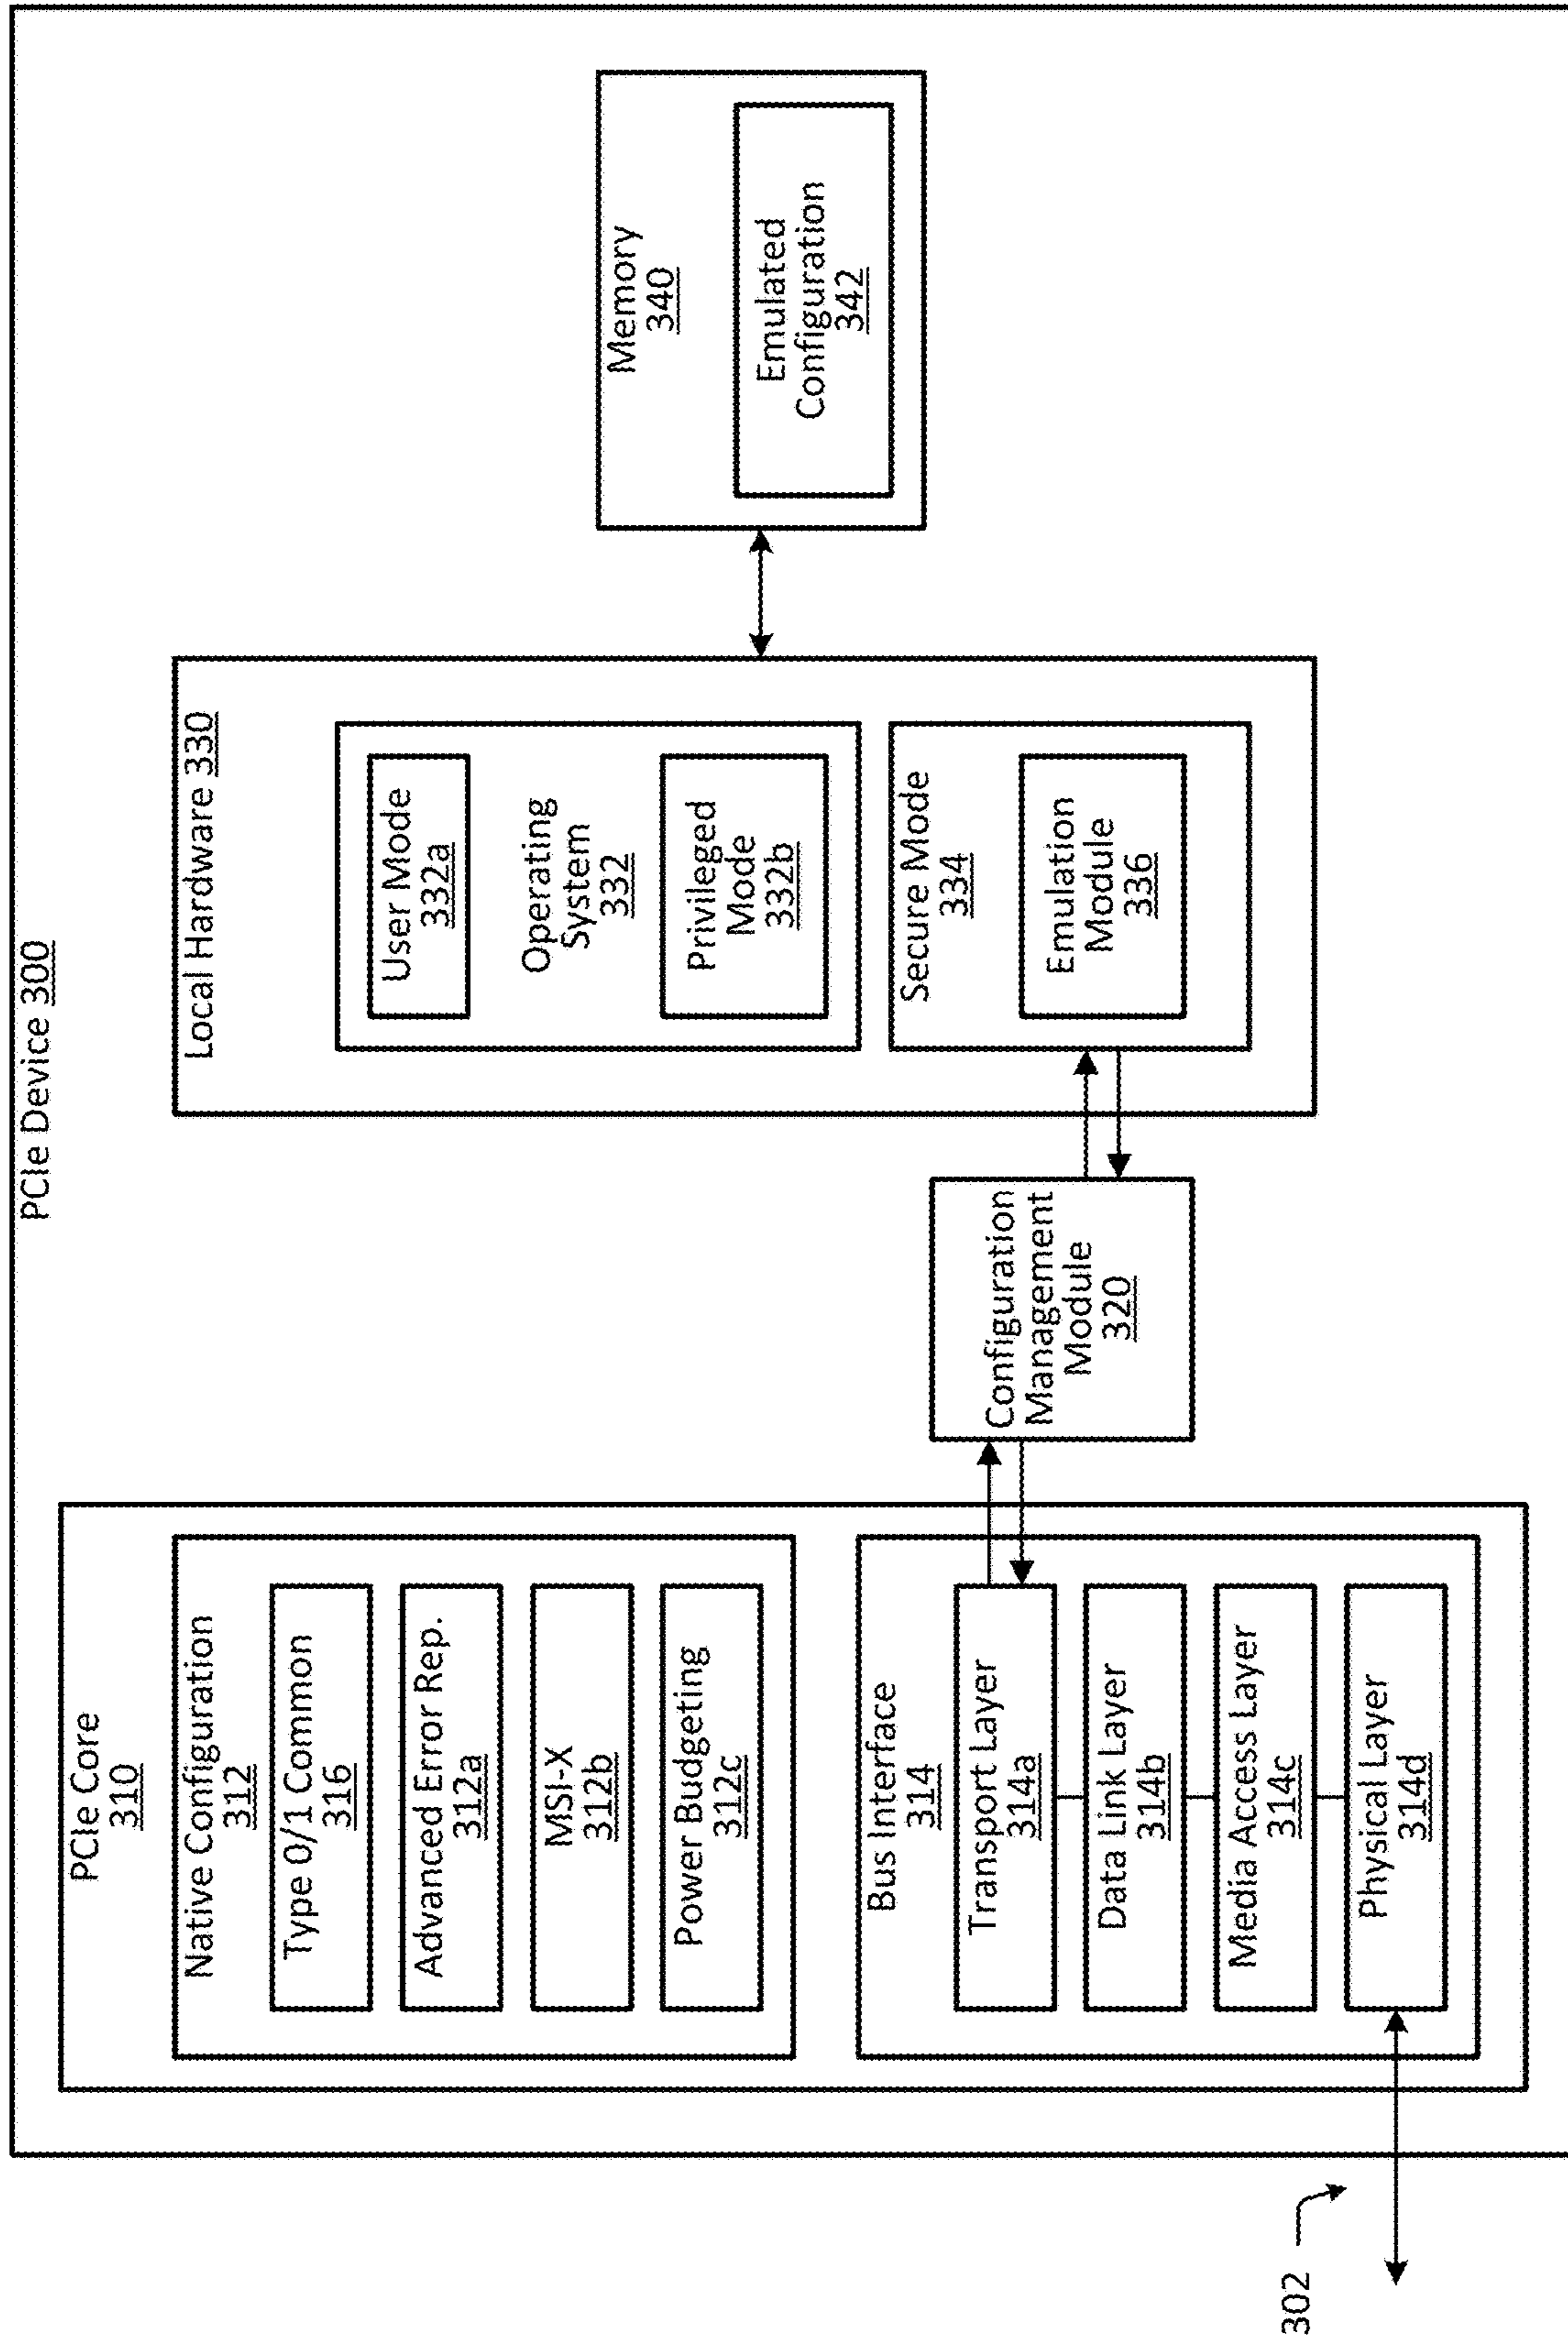 PCIe Device 300
PCIe Core
310
Native Configuration
312
Type 0/1 Common
316
Advanced Error Rep.
312a
MSI-X
312b
Power Budgeting
312c
Bus Interface
314
Transport Layer
314a
Data Link Layer
314b
Media Access Layer
314c
Physical Layer
314d
302
Configuration
Management
Module
320
Local Hardware 330
User Mode
332a
Operating
System
332
Privileged
Mode
332b
Secure Mode
334
Emulation
Module
336
Memory
340
Emulated
Configuration
342